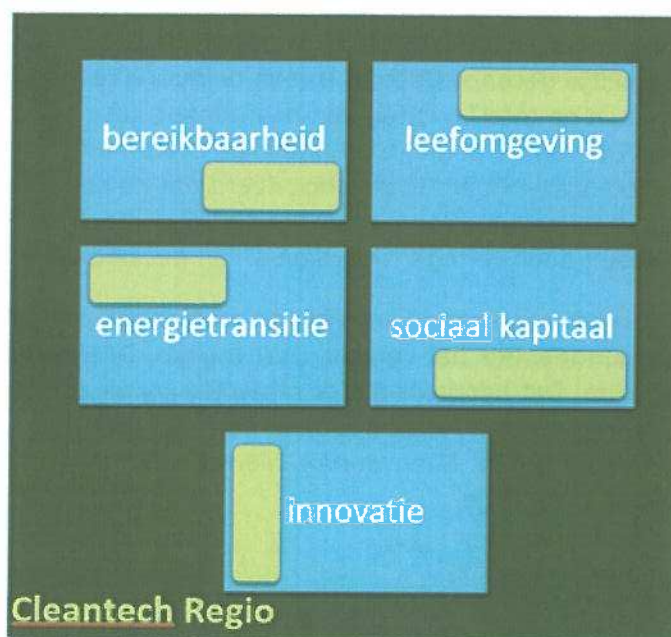 bereikbaarheid
leefomgeving
energietransitie
sociaal kapitaal
innovatie
Cleantech Regio